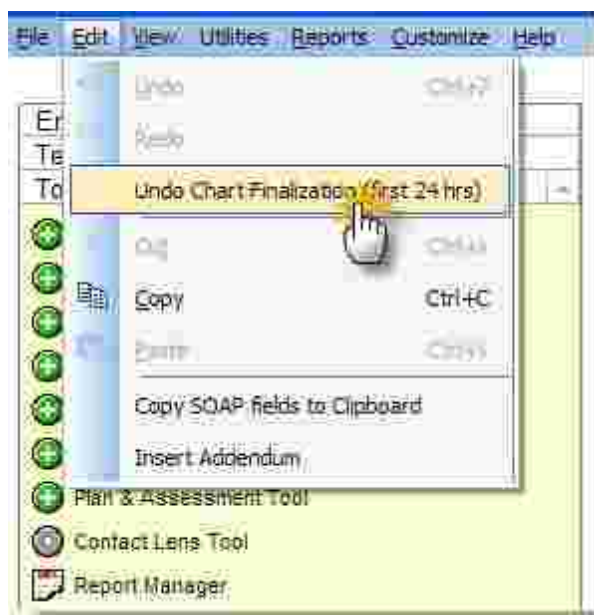 File Edit View Utilities Reports Customize Help
Undo Ctrl+Z
Redo
Undo Chart Finalization (first 24 hrs)
Cut Ctrl+X
Copy Ctrl+C
Paste Ctrl+V
Copy SOAP fields to Clipboard
Insert Addendum
Plan & Assessment Tool
Contact Lens Tool
Report Manager